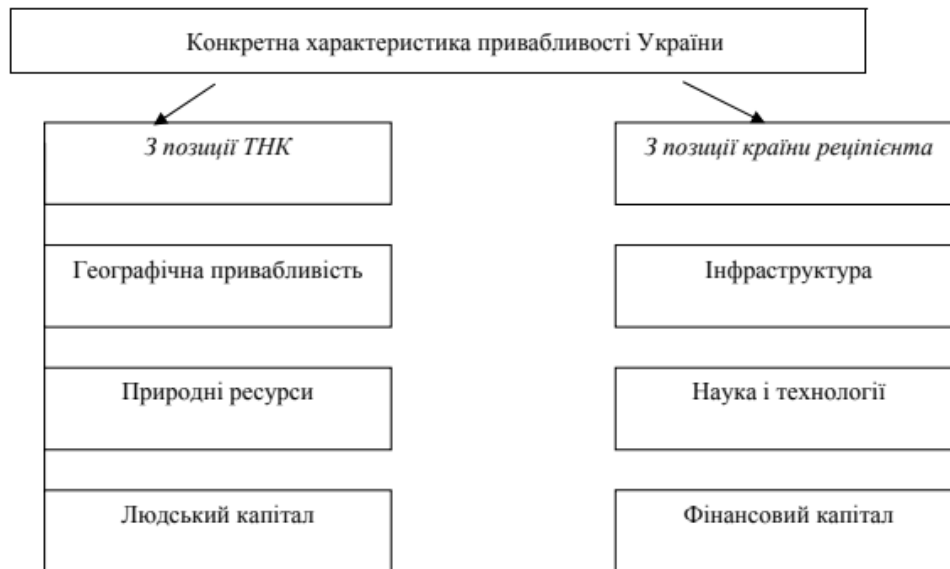 Конкретна характеристика привабливості України
З позиції ТНК
З позиції країни реціпієнта
Географічна привабливість
Інфраструктура
Природні ресурси
Наука і технології
Людський капітал
Фінансовий капітал